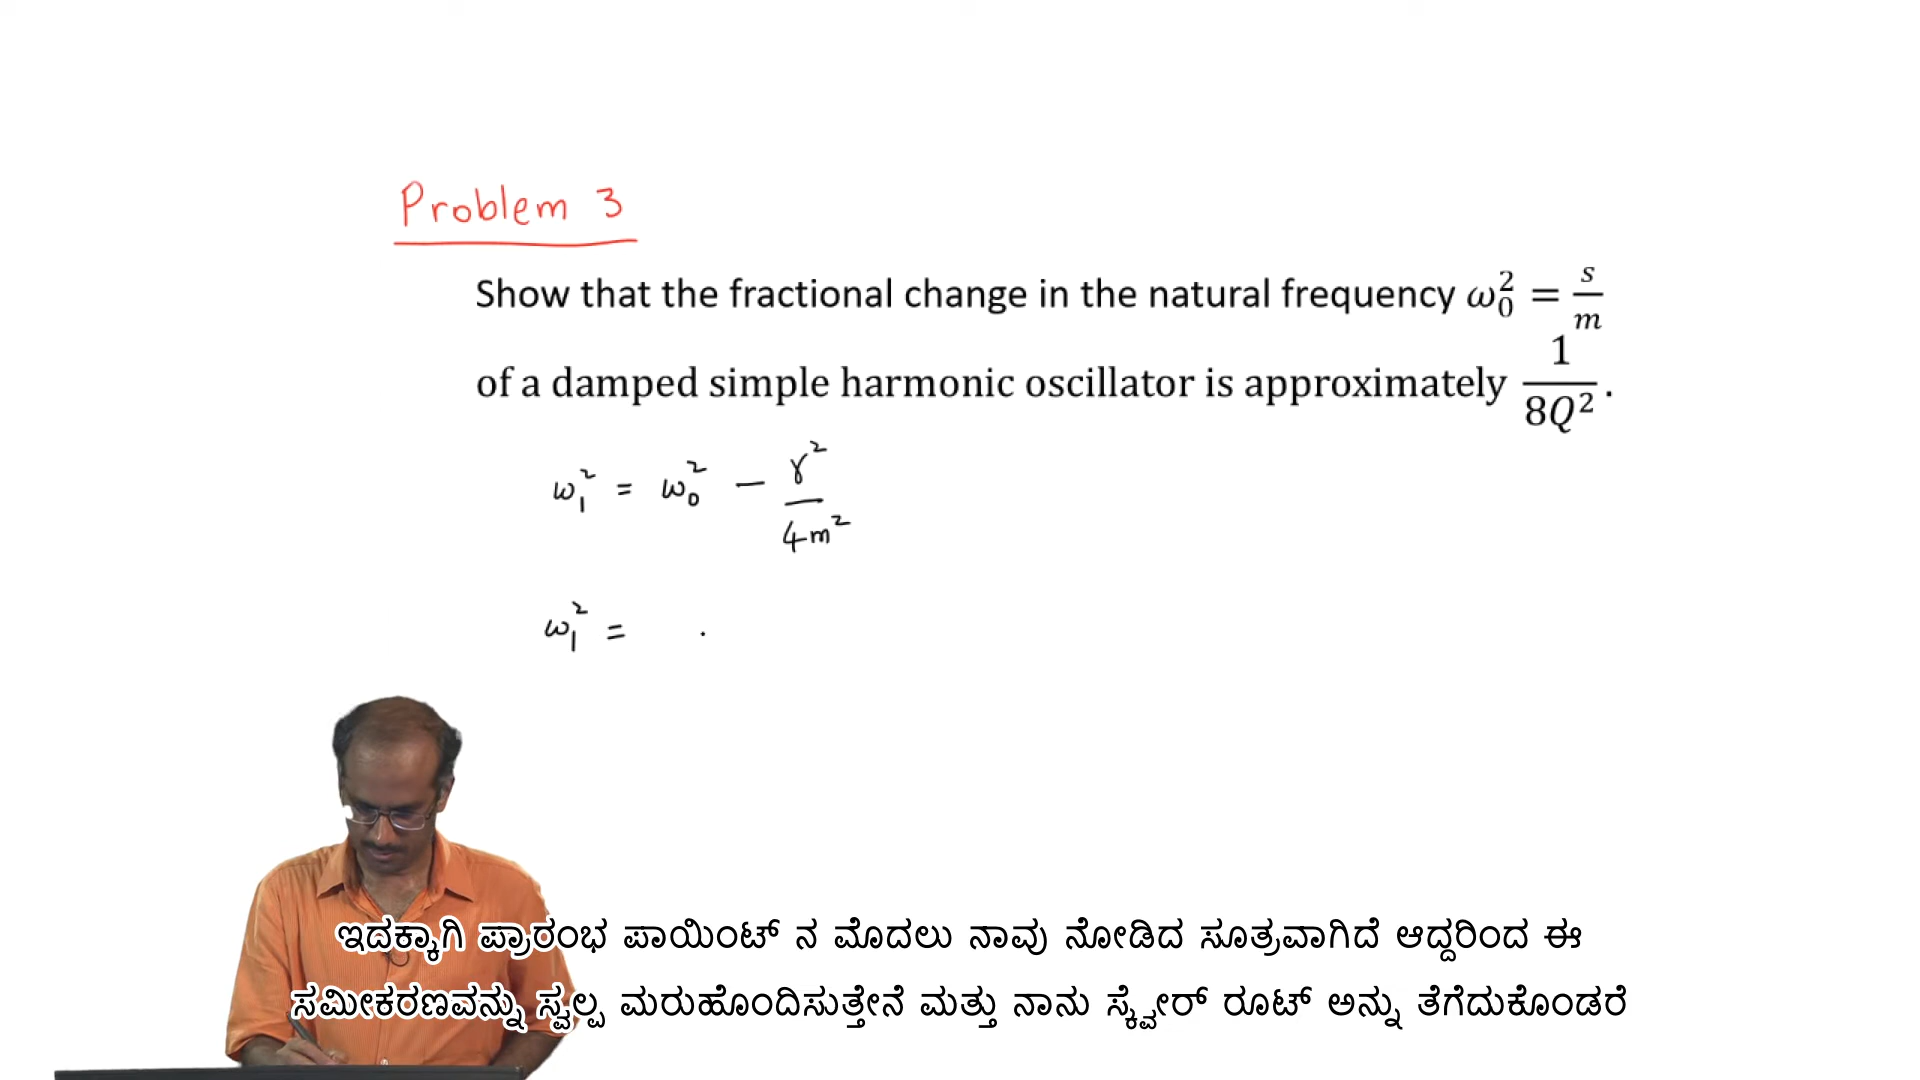 Problem 3
Show that the fractional change in the natural frequency ω₀² = s/m
of a damped simple harmonic oscillator is approximately 1/(8Q²).
ω₁² = ω₀² − r²/(4m²)
ω₁² =
ಇದಕ್ಕಾಗಿ ಪ್ರಾರಂಭ ಪಾಯಿಂಟ್ ನ ಮೊದಲು ನಾವು ನೋಡಿದ ಸೂತ್ರವಾಗಿದೆ ಆದ್ದರಿಂದ ಈ
ಸಮೀಕರಣವನ್ನು ಸ್ವಲ್ಪ ಮರುಹೊಂದಿಸುತ್ತೇನೆ ಮತ್ತು ನಾನು ಸ್ಕ್ವೇರ್ ರೂಟ್ ಅನ್ನು ತೆಗೆದುಕೊಂಡರೆ